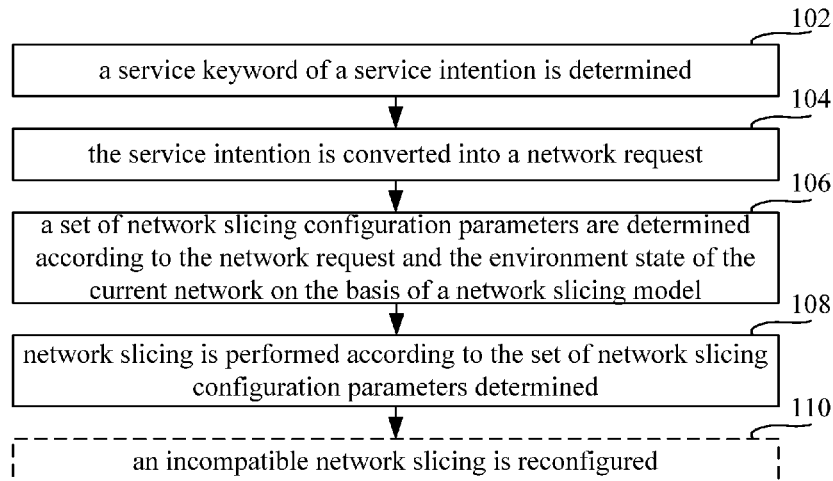 102
a service keyword of a service intention is determined
104
the service intention is converted into a network request
106
a set of network slicing configuration parameters are determined
according to the network request and the environment state of the
current network on the basis of a network slicing model
108
network slicing is performed according to the set of network slicing
configuration parameters determined
110
an incompatible network slicing is reconfigured